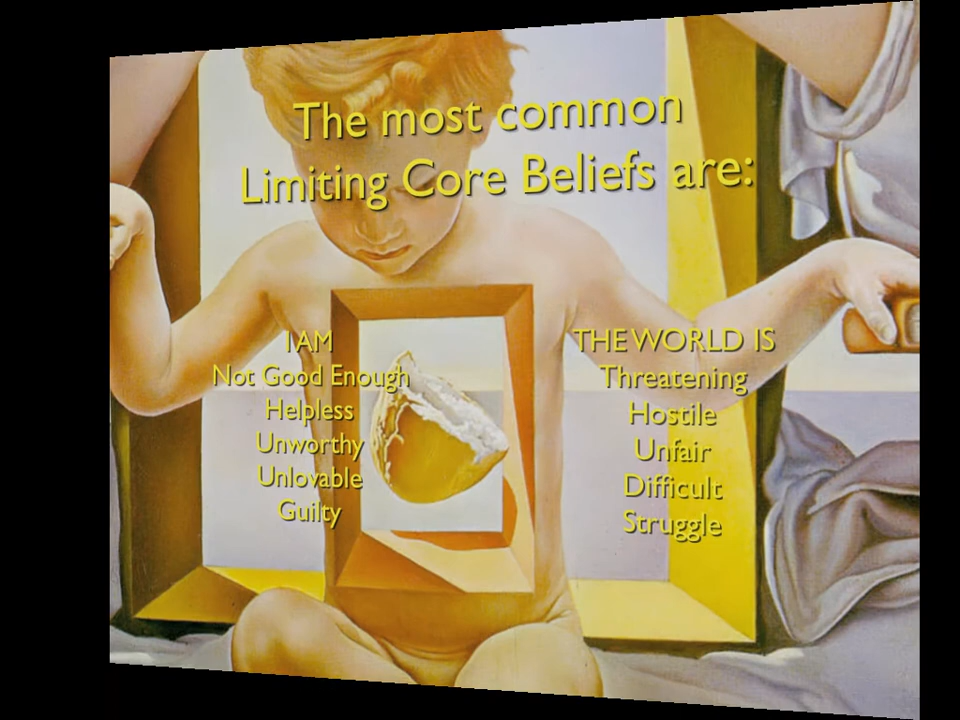 The most common
Limiting Core Beliefs are:
I AM
Not Good Enough
Helpless
Unworthy
Unlovable
Guilty
THE WORLD IS
Threatening
Hostile
Unfair
Difficult
Struggle